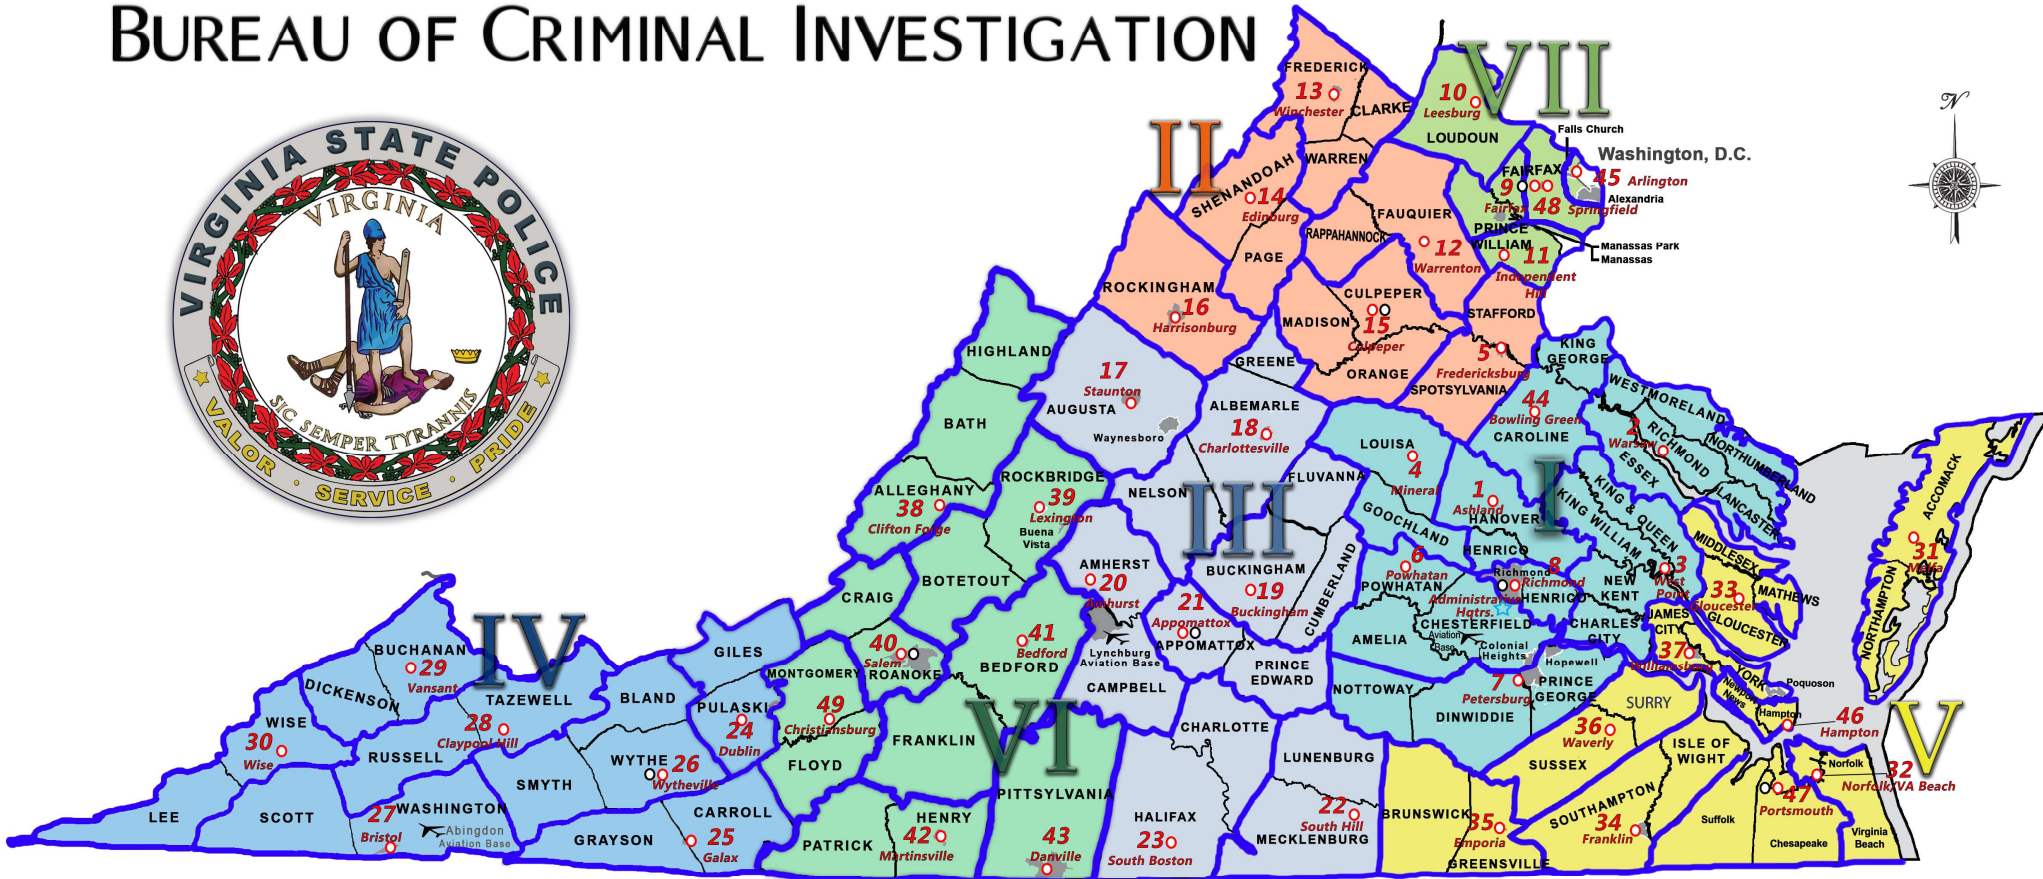 BUREAU OF CRIMINAL INVESTIGATION
VIRGINIA STATE POLICE
VIRGINIA
SIC SEMPER TYRANNIS
VALOR · SERVICE · PRIDE
N
VII
FREDERICK
13
Winchester
CLARKE
10
Leesburg
LOUDOUN
Falls Church
Washington, D.C.
II
WARREN
SHENANDOAH
14
Edinburg
FAIRFAX
9
Fairfax
48
Springfield
45
Arlington
Alexandria
FAUQUIER
12
Warrenton
RAPPAHANNOCK
PAGE
PRINCE
WILLIAM
11
Independent
Hill
Manassas Park
Manassas
ROCKINGHAM
16
Harrisonburg
CULPEPER
15
Culpeper
MADISON
STAFFORD
5
Fredericksburg
ORANGE
SPOTSYLVANIA
KING
GEORGE
HIGHLAND
GREENE
17
Staunton
AUGUSTA
Waynesboro
ALBEMARLE
18
Charlottesville
BATH
44
Bowling Green
CAROLINE
WESTMORELAND
2
Warsaw
RICHMOND
NORTHUMBERLAND
ESSEX
LANCASTER
LOUISA
4
Mineral
I
1
Ashland
HANOVER
KING
&
QUEEN
KING WILLIAM
ACCOMACK
ROCKBRIDGE
39
Lexington
Buena
Vista
ALLEGHANY
38
Clifton Forge
NELSON
III
FLUVANNA
GOOCHLAND
HENRICO
MIDDLESEX
31
Melfa
NORTHAMPTON
AMHERST
20
Amhurst
BUCKINGHAM
19
Buckingham
CUMBERLAND
6
Powhatan
POWHATAN
Richmond
8
Richmond
Administrative
Hqtrs.
HENRICO
NEW
KENT
3
West
Point
33
Gloucester
MATHEWS
GLOUCESTER
BOTETOURT
CRAIG
21
Appomattox
APPOMATTOX
CHESTERFIELD
Aviation
Base
Colonial
Heights
CHARLES
CITY
JAMES
CITY
37
Williamsburg
YORK
AMELIA
Hopewell
IV
BUCHANAN
29
Vansant
GILES
40
Salem
ROANOKE
41
Bedford
BEDFORD
Lynchburg
Aviation Base
PRINCE
EDWARD
NOTTOWAY
7
Petersburg
PRINCE
GEORGE
Newport
News
Poquoson
DICKENSON
TAZEWELL
BLAND
MONTGOMERY
CAMPBELL
DINWIDDIE
SURRY
Hampton
46
Hampton
V
WISE
30
Wise
28
Claypool Hill
PULASKI
24
Dublin
49
Christiansburg
VI
FRANKLIN
CHARLOTTE
36
Waverly
ISLE OF
WIGHT
RUSSELL
WYTHE
26
Wytheville
FLOYD
LUNENBURG
SUSSEX
Norfolk
32
Norfolk/VA Beach
SMYTH
PITTSYLVANIA
47
Portsmouth
LEE
SCOTT
27
Bristol
WASHINGTON
Abingdon
Aviation Base
CARROLL
GRAYSON
25
Galax
PATRICK
HENRY
42
Martinsville
43
Danville
HALIFAX
23
South Boston
22
South Hill
MECKLENBURG
BRUNSWICK
35
Emporia
GREENSVILLE
SOUTHAMPTON
34
Franklin
Suffolk
Chesapeake
Virginia
Beach